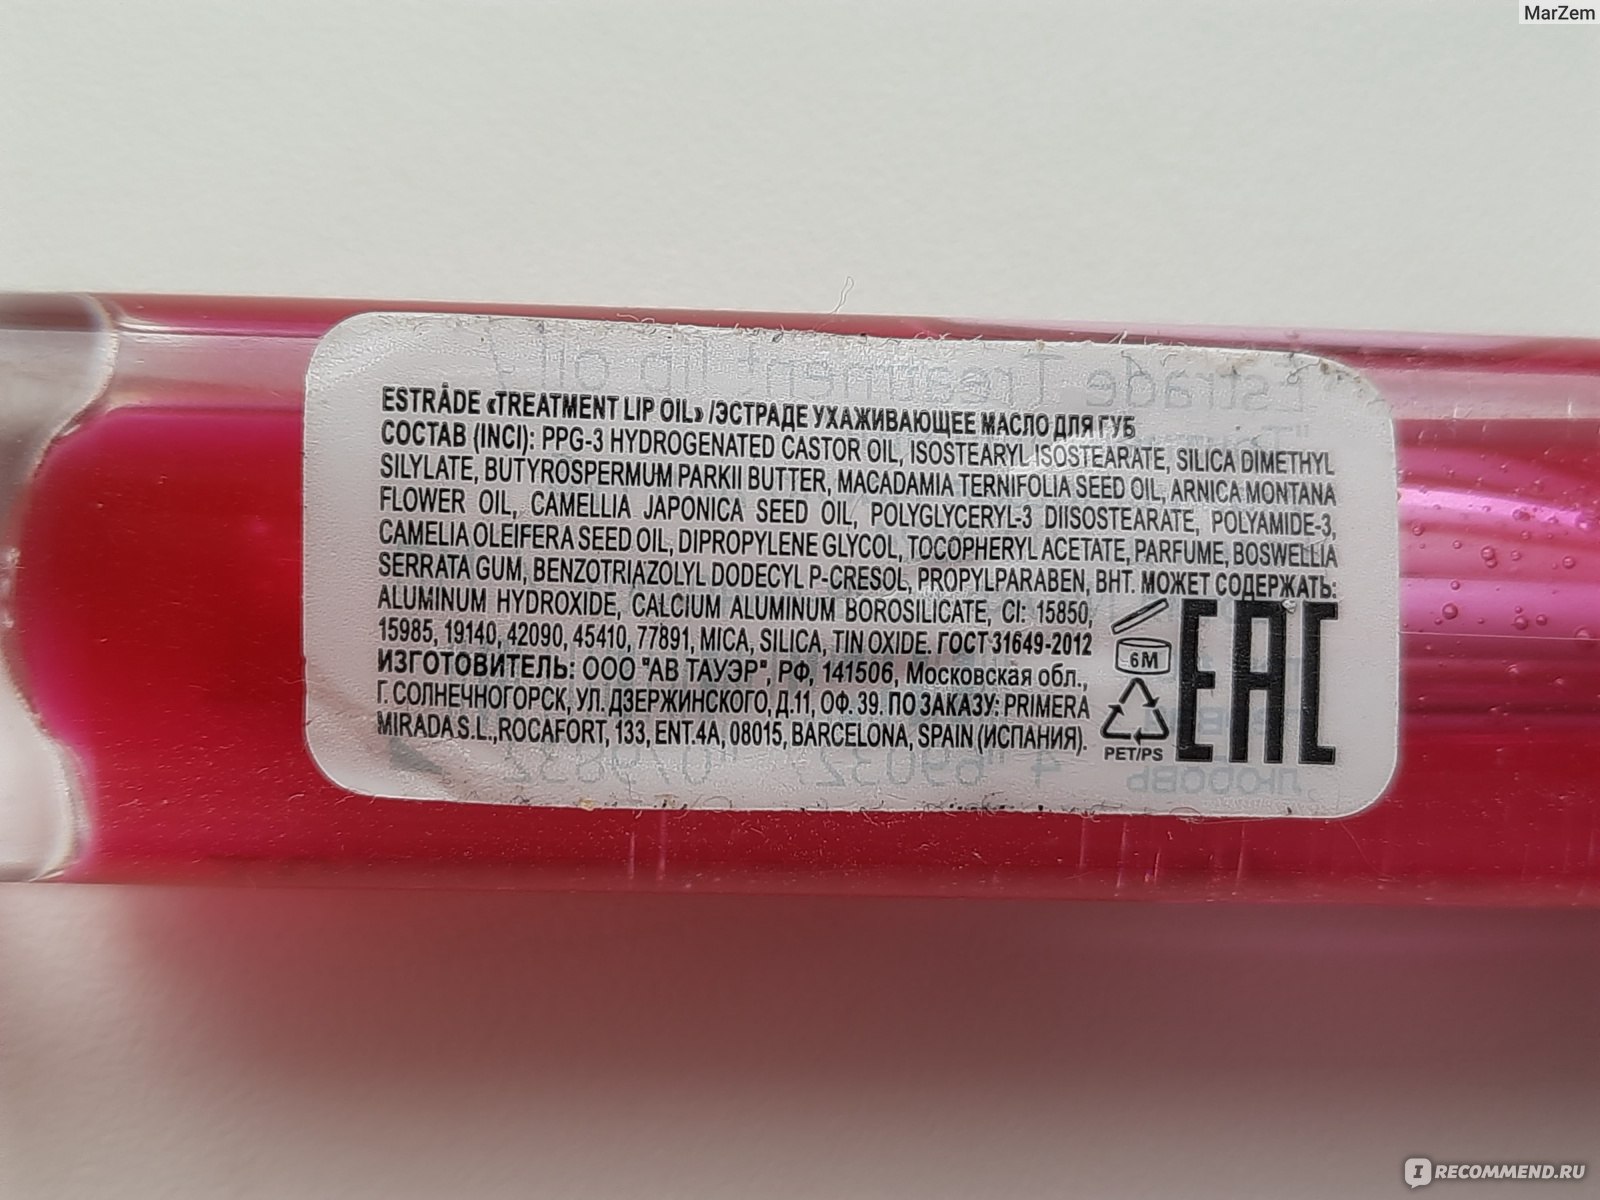 MarZem
ESTRÂDE «TREATMENT LIP OIL» /ЭСТРАДЕ УХАЖИВАЮЩЕЕ МАСЛО ДЛЯ ГУБ
СОСТАВ (INCI): PPG-3 HYDROGENATED CASTOR OIL, ISOSTEARYL ISOSTEARATE, SILICA DIMETHYL
SILYLATE, BUTYROSPERMUM PARKII BUTTER, MACADAMIA TERNIFOLIA SEED OIL, ARNICA MONTANA
FLOWER OIL, CAMELLIA JAPONICA SEED OIL, POLYGLYCERYL-3 DIISOSTEARATE, POLYAMIDE-3,
CAMELIA OLEIFERA SEED OIL, DIPROPYLENE GLYCOL, TOCOPHERYL ACETATE, PARFUME, BOSWELLIA
SERRATA GUM, BENZOTRIAZOLYL DODECYL P-CRESOL, PROPYLPARABEN, BHT. МОЖЕТ СОДЕРЖАТЬ:
ALUMINUM HYDROXIDE, CALCIUM ALUMINUM BOROSILICATE, CI: 15850,
15985, 19140, 42090, 45410, 77891, MICA, SILICA, TIN OXIDE. ГОСТ 31649-2012
ИЗГОТОВИТЕЛЬ: ООО "АВ ТАУЭР", РФ, 141506, Московская обл.,
Г. СОЛНЕЧНОГОРСК, УЛ. ДЗЕРЖИНСКОГО, Д.11, ОФ. 39. ПО ЗАКАЗУ: PRIMERA
MIRADA S.L., ROCAFORT, 133, ENT.4A, 08015, BARCELONA, SPAIN (ИСПАНИЯ).
6M
PET/PS
EAC
IRECOMMEND.RU